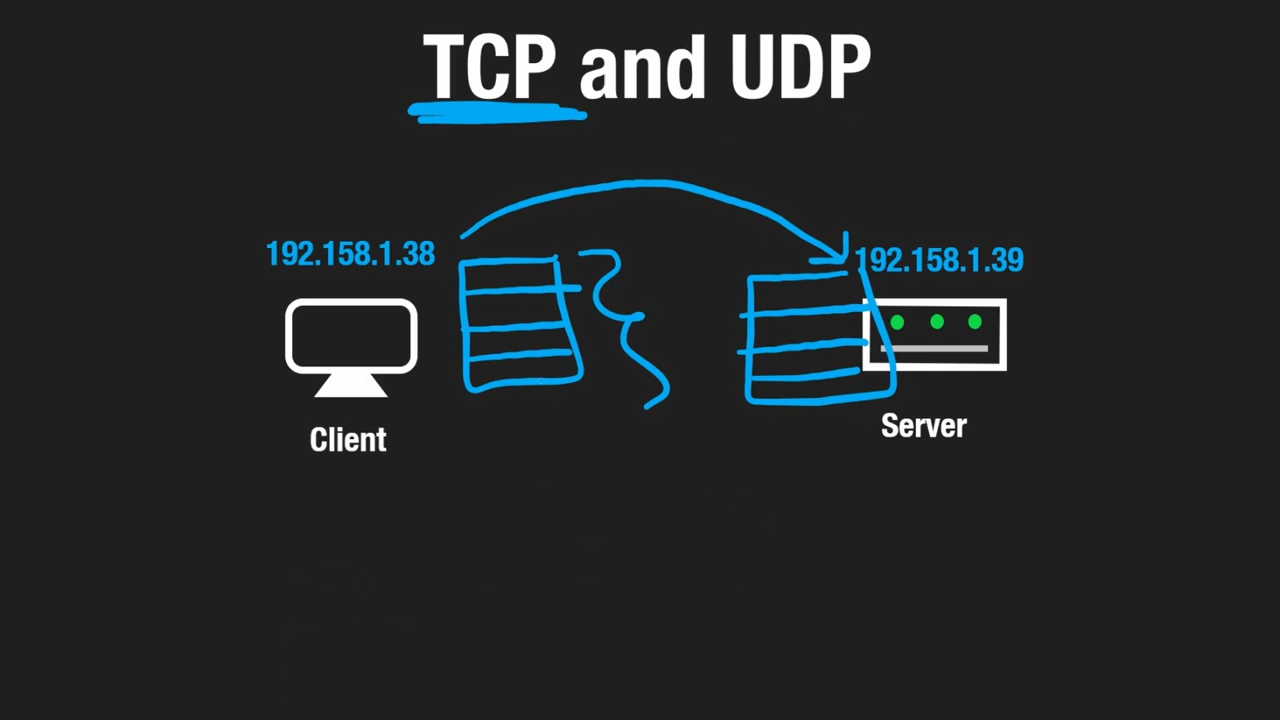 TCP and UDP
192.158.1.38
192.158.1.39
Client
Server